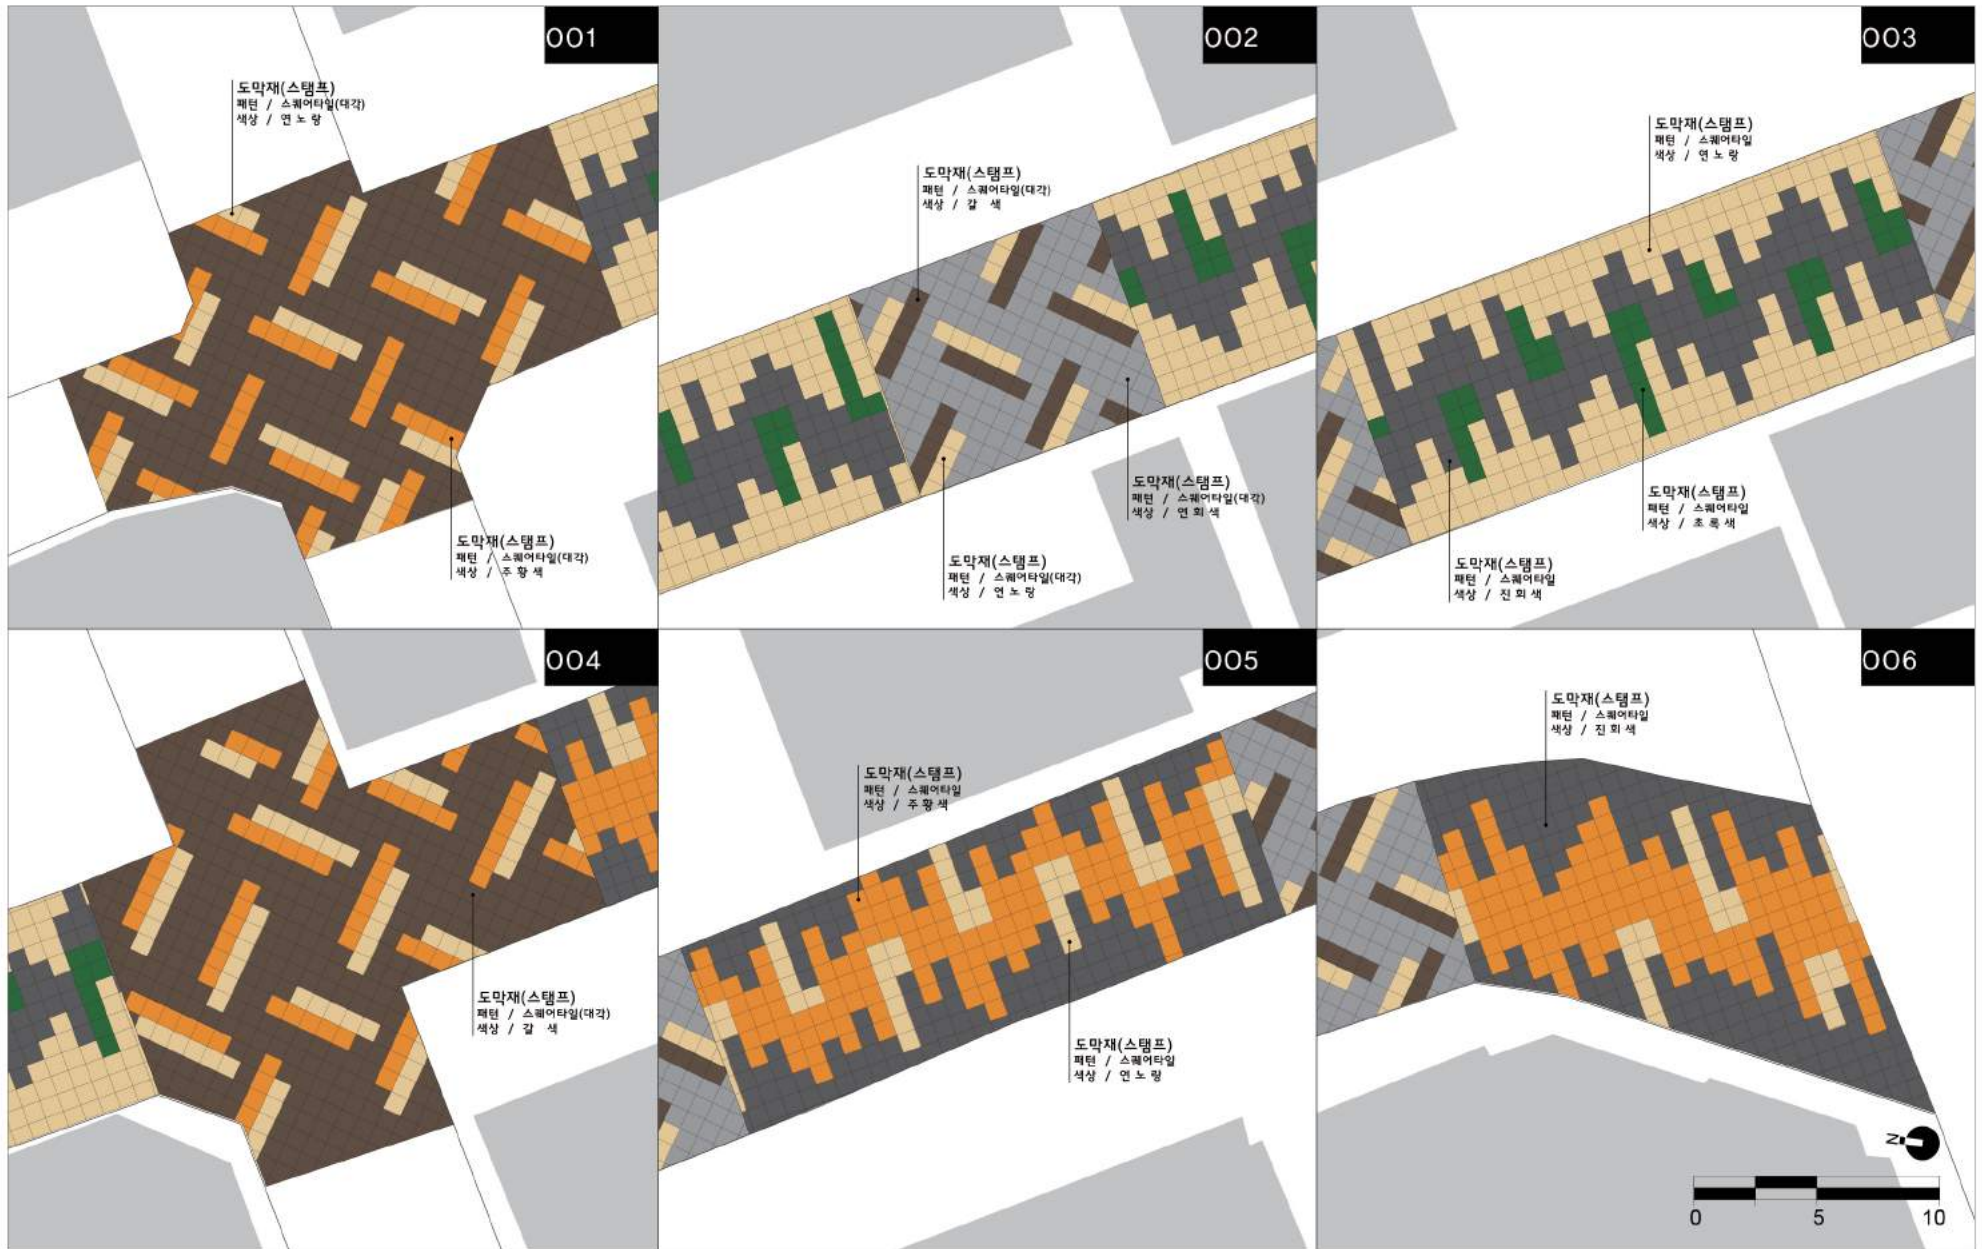 001
도막재(스탬프)
패턴 / 스퀘어타일(대각)
색상 / 연 노 랑
도막재(스탬프)
패턴 / 스퀘어타일(대각)
색상 / 주 황 색
002
도막재(스탬프)
패턴 / 스퀘어타일(대각)
색상 / 갈 색
도막재(스탬프)
패턴 / 스퀘어타일(대각)
색상 / 연 회 색
도막재(스탬프)
패턴 / 스퀘어타일(대각)
색상 / 연 노 랑
003
도막재(스탬프)
패턴 / 스퀘어타일
색상 / 연 노 랑
도막재(스탬프)
패턴 / 스퀘어타일
색상 / 초 록 색
도막재(스탬프)
패턴 / 스퀘어타일
색상 / 진 회 색
004
도막재(스탬프)
패턴 / 스퀘어타일(대각)
색상 / 갈 색
005
도막재(스탬프)
패턴 / 스퀘어타일
색상 / 주 황 색
도막재(스탬프)
패턴 / 스퀘어타일
색상 / 연 노 랑
006
도막재(스탬프)
패턴 / 스퀘어타일
색상 / 진 회 색
N
0 5 10